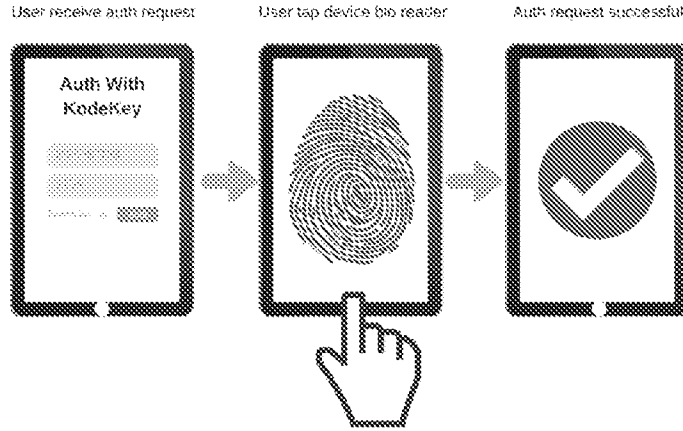 User receive auth request
User tap device bio reader
Auth request successful
Auth With
KodeKey